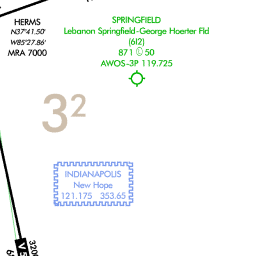 HERMS
N37°41.50'
W85°27.86'
MRA 7000
SPRINGFIELD
Lebanon Springfield-George Hoerter Fld
(6I2)
871 50
AWOS-3P 119.725
3²
INDIANAPOLIS
New Hope
121.175 353.65
320